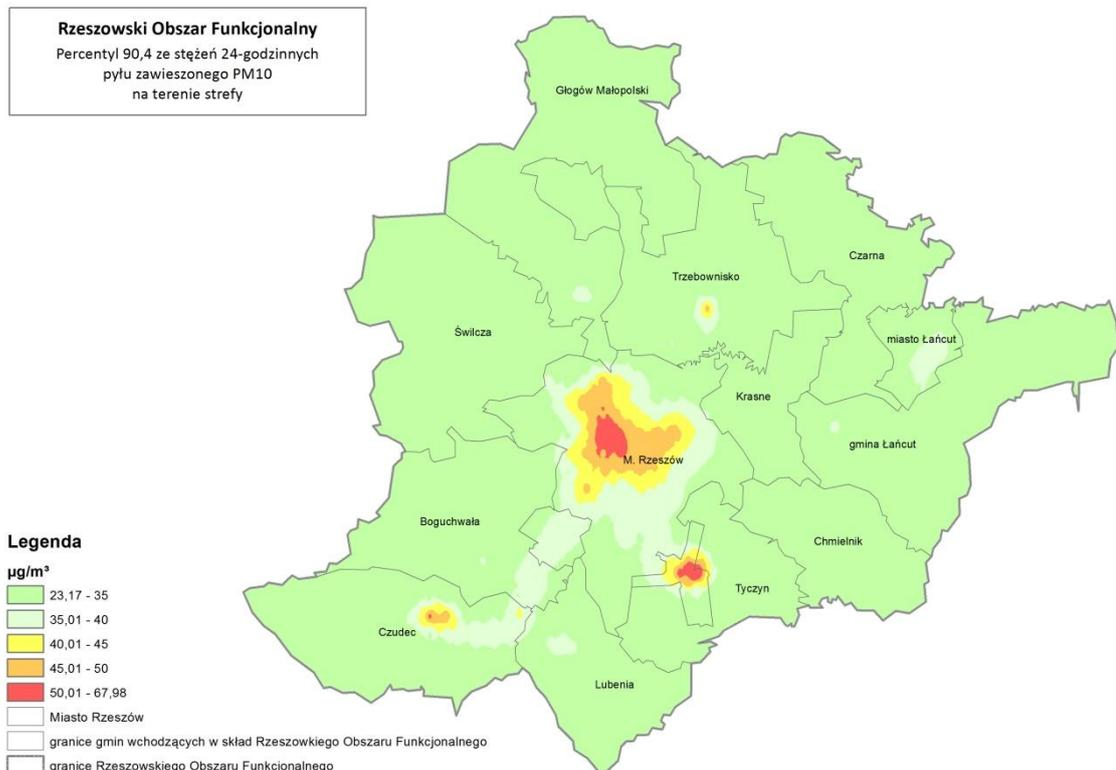 Rzeszowski Obszar Funkcjonalny
Percentyl 90,4 ze stężeń 24-godzinnych
pyłu zawieszonego PM10
na terenie strefy
Głogów Małopolski
Czarna
Trzebownisko
Świlcza
miasto Łańcut
Krasne
gmina Łańcut
M. Rzeszów
Boguchwała
Chmielnik
Tyczyn
Czudec
Lubenia
Legenda
µg/m³
23,17 - 35
35,01 - 40
40,01 - 45
45,01 - 50
50,01 - 67,98
Miasto Rzeszów
granice gmin wchodzących w skład Rzeszowkiego Obszaru Funkcjonalnego
granice Rzeszowskiego Obszaru Funkcjonalnego